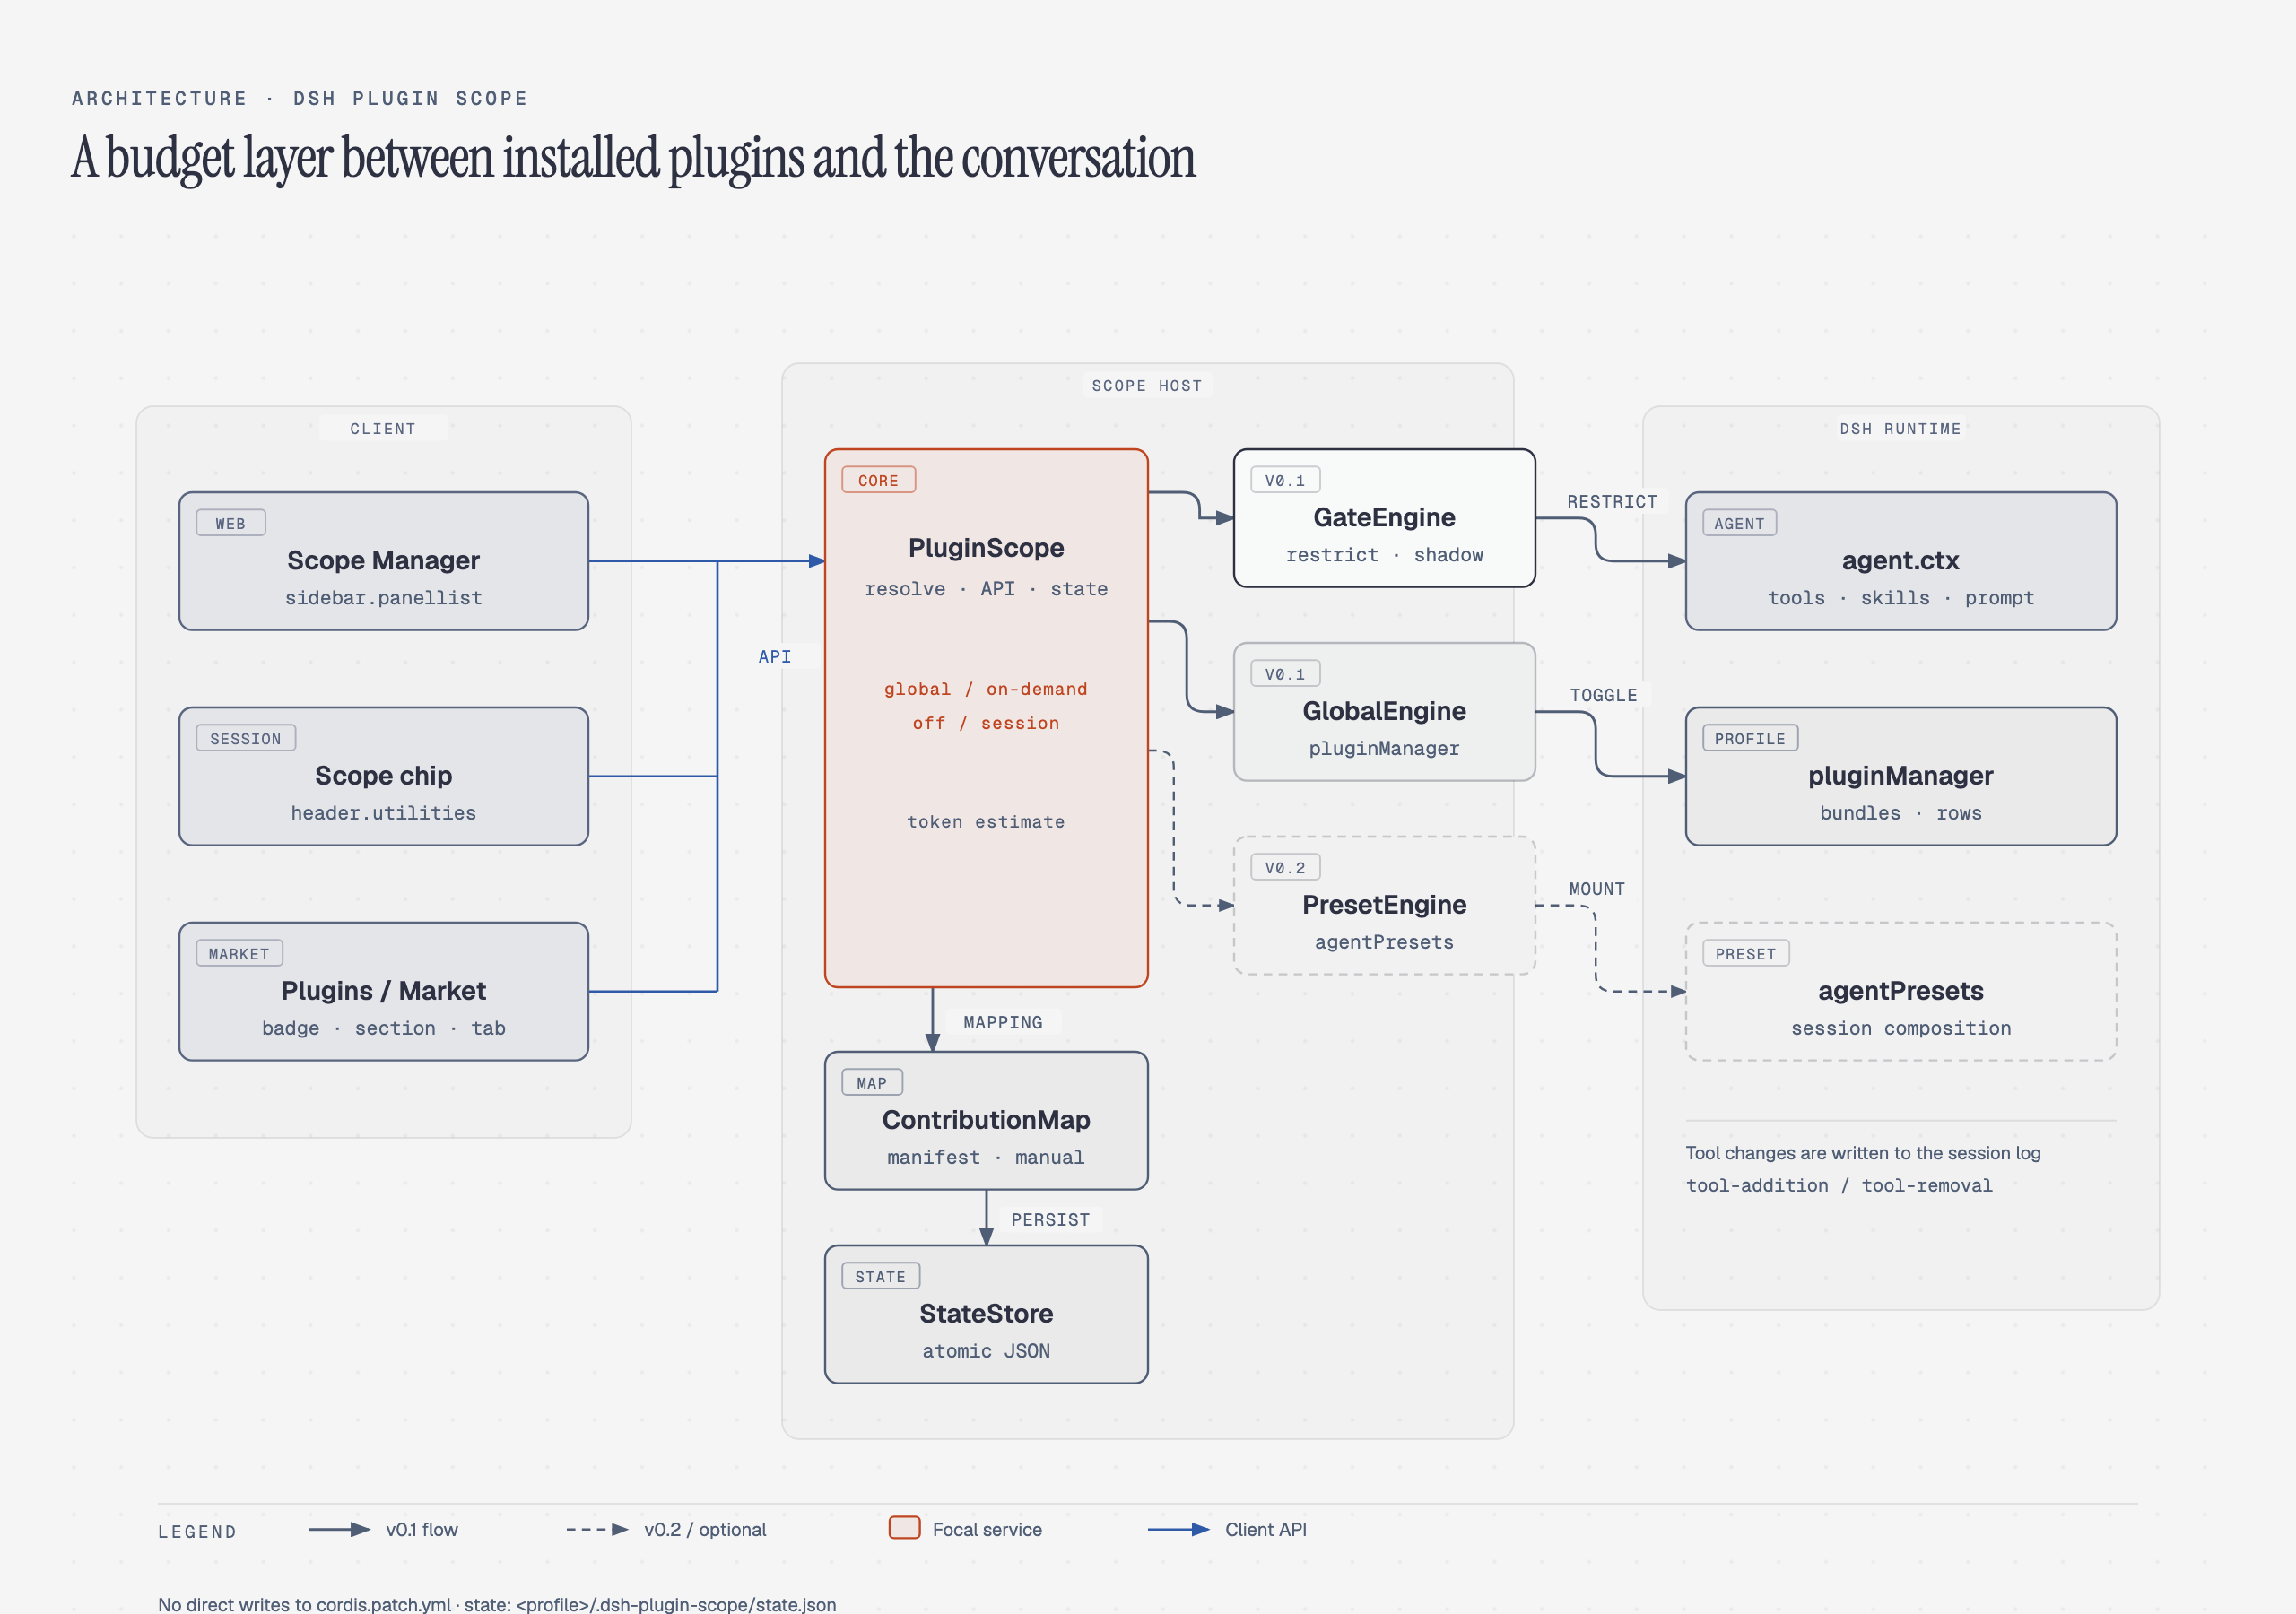 ARCHITECTURE · DSH PLUGIN SCOPE
A budget layer between installed plugins and the conversation
CLIENT
WEB
Scope Manager
sidebar.panellist
SESSION
Scope chip
header.utilities
MARKET
Plugins / Market
badge · section · tab
API
SCOPE HOST
CORE
PluginScope
resolve · API · state
global / on-demand
off / session
token estimate
V0.1
GateEngine
restrict · shadow
V0.1
GlobalEngine
pluginManager
V0.2
PresetEngine
agentPresets
MAPPING
MAP
ContributionMap
manifest · manual
PERSIST
STATE
StateStore
atomic JSON
RESTRICT
TOGGLE
MOUNT
DSH RUNTIME
AGENT
agent.ctx
tools · skills · prompt
PROFILE
pluginManager
bundles · rows
PRESET
agentPresets
session composition
Tool changes are written to the session log
tool-addition / tool-removal
LEGEND
v0.1 flow
v0.2 / optional
Focal service
Client API
No direct writes to cordis.patch.yml · state: <profile>/.dsh-plugin-scope/state.json